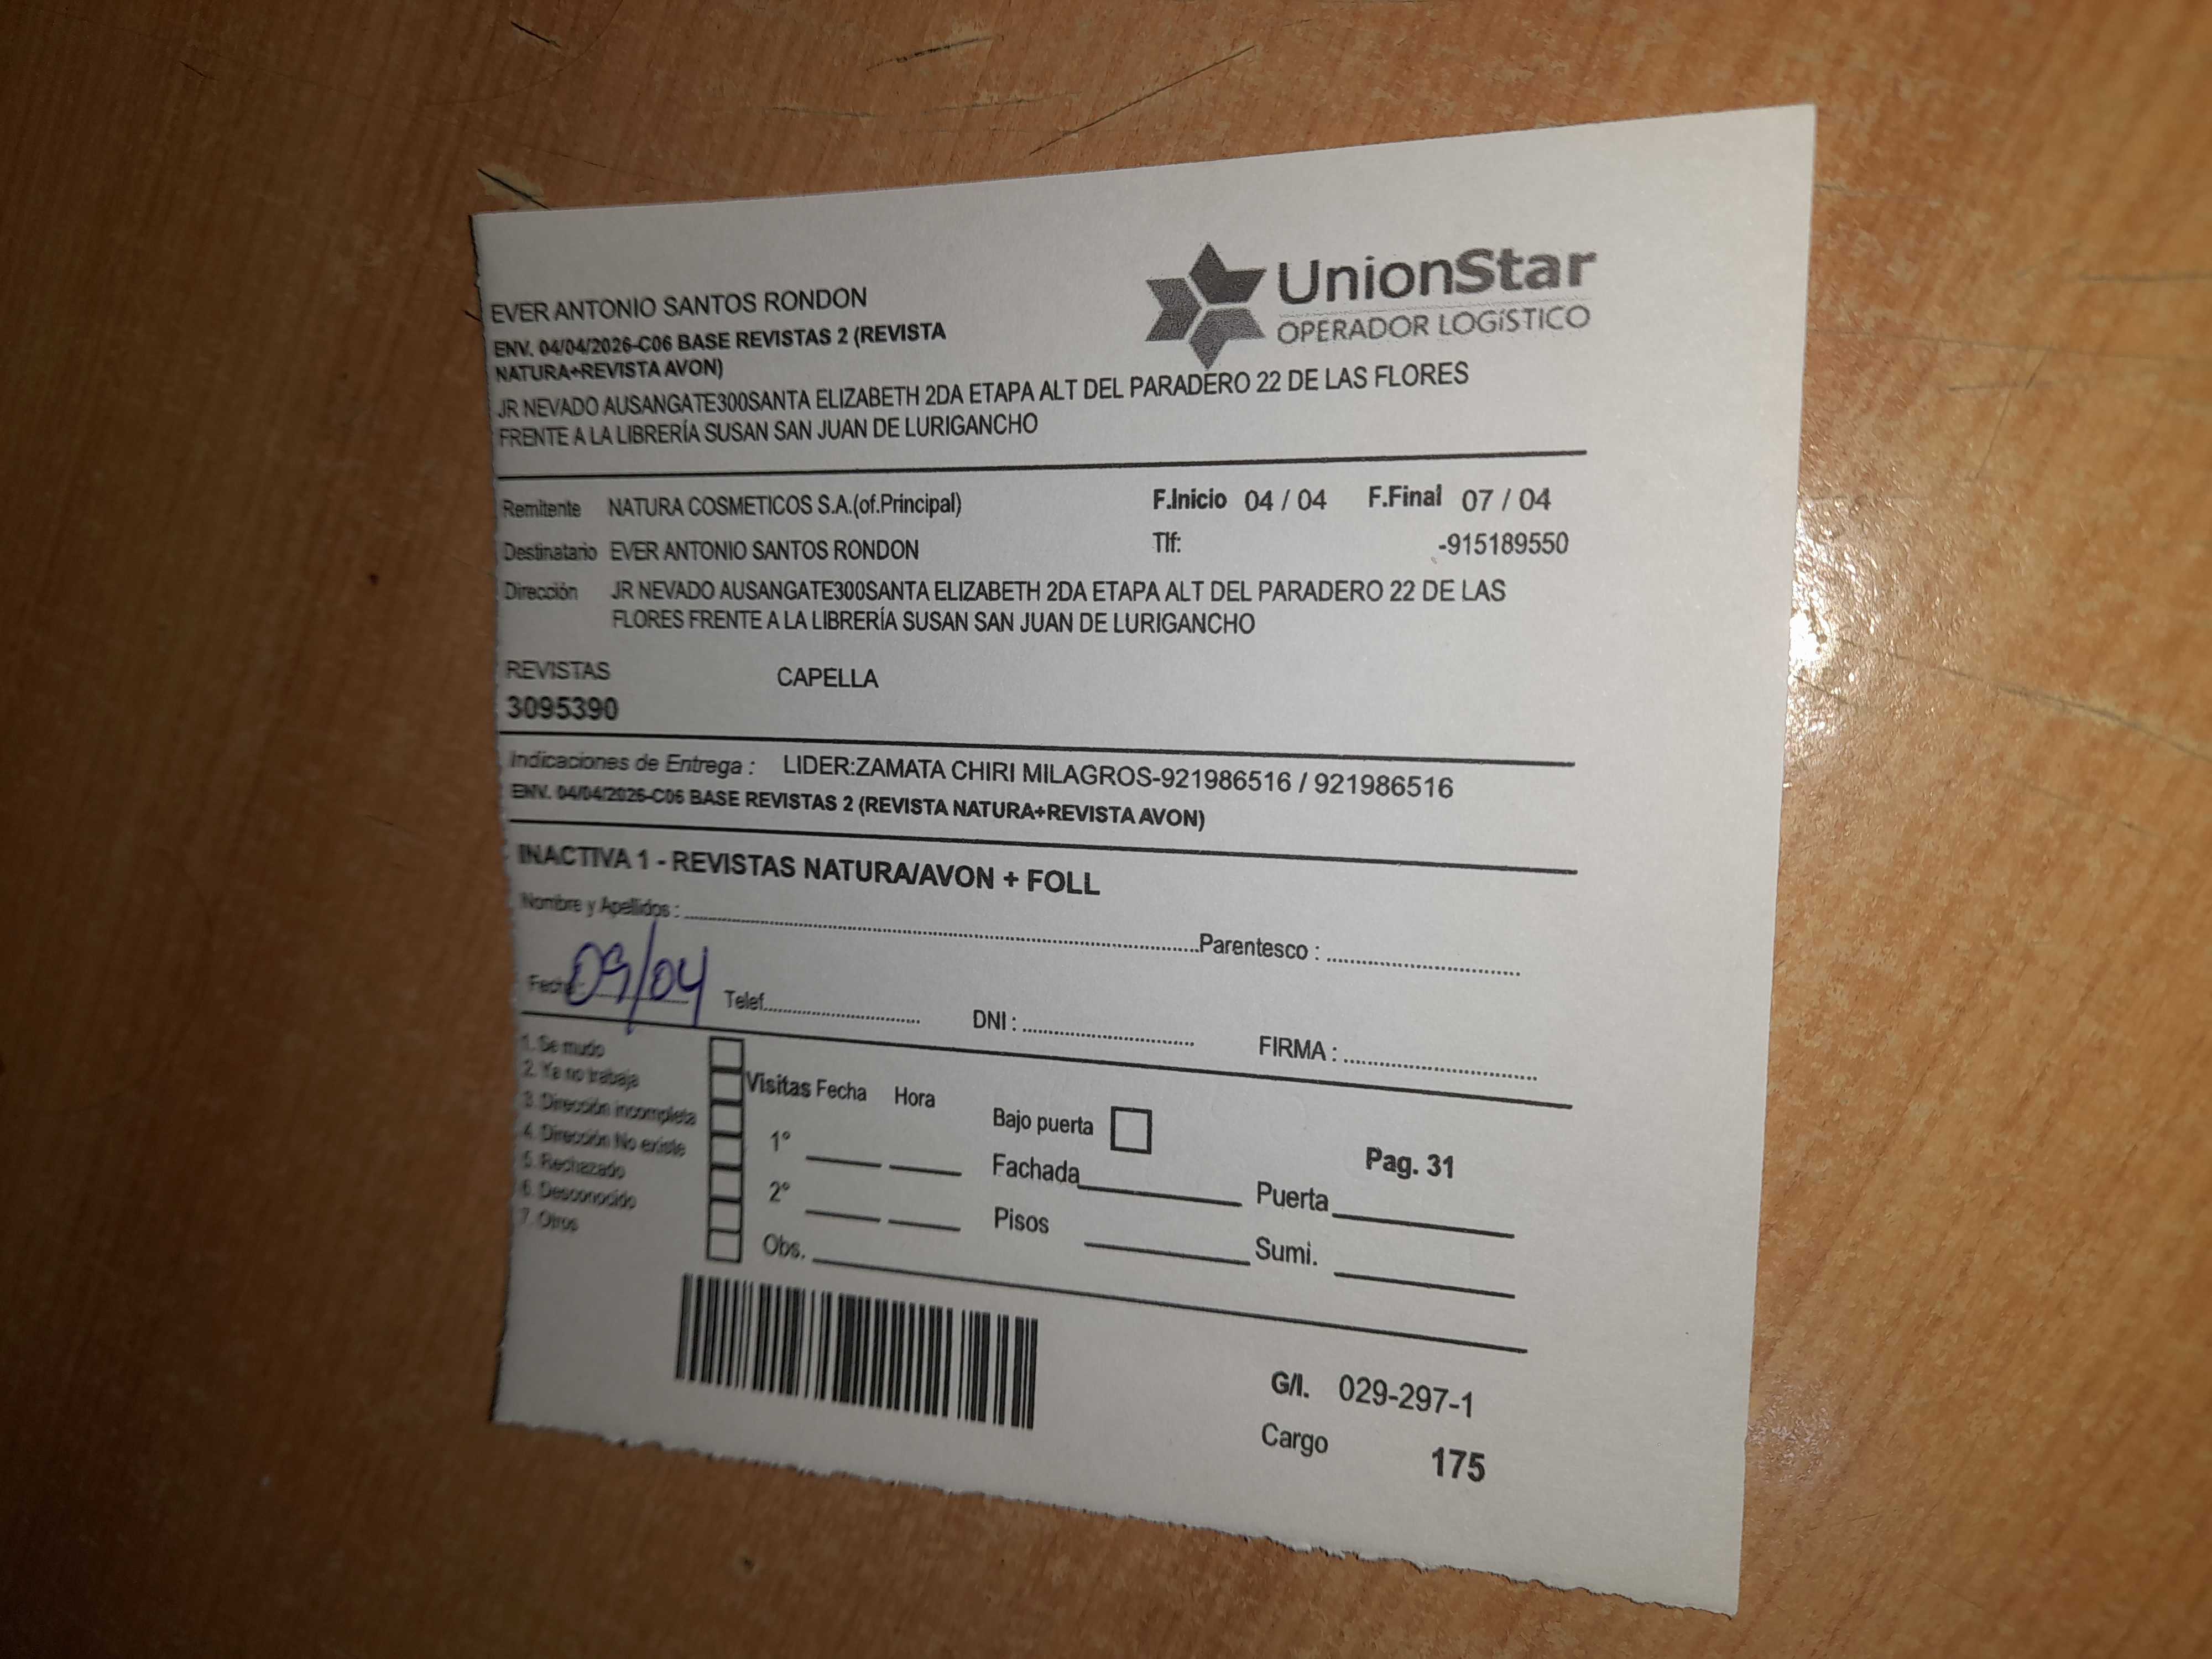 EVER ANTONIO SANTOS RONDON
UnionStar
OPERADOR LOGíSTICO
ENV. 04/04/2026-C06 BASE REVISTAS 2 (REVISTA
NATURA+REVISTA AVON)
JR NEVADO AUSANGATE300SANTA ELIZABETH 2DA ETAPA ALT DEL PARADERO 22 DE LAS FLORES
FRENTE A LA LIBRERÍA SUSAN SAN JUAN DE LURIGANCHO
Remitente NATURA COSMETICOS S.A.(of.Principal) F.Inicio 04 / 04 F.Final 07 / 04
Destinatario EVER ANTONIO SANTOS RONDON Tlf: -915189550
Dirección JR NEVADO AUSANGATE300SANTA ELIZABETH 2DA ETAPA ALT DEL PARADERO 22 DE LAS
FLORES FRENTE A LA LIBRERÍA SUSAN SAN JUAN DE LURIGANCHO
REVISTAS CAPELLA
3095390
Indicaciones de Entrega : LIDER:ZAMATA CHIRI MILAGROS-921986516 / 921986516
ENV. 04/04/2026-C06 BASE REVISTAS 2 (REVISTA NATURA+REVISTA AVON)
INACTIVA 1 - REVISTAS NATURA/AVON + FOLL
Nombre y Apellidos : Parentesco :
Fecha: 09/04 Telef. DNI : FIRMA :
1. Se mudo
2. Ya no trabaja
3. Dirección incompleta
4. Dirección No existe
5. Rechazado
6. Desconocido
7. Otros
Visitas Fecha Hora Bajo puerta Pag. 31
1° Fachada Puerta
2° Pisos Sumi.
Obs.
G/I. 029-297-1
Cargo 175